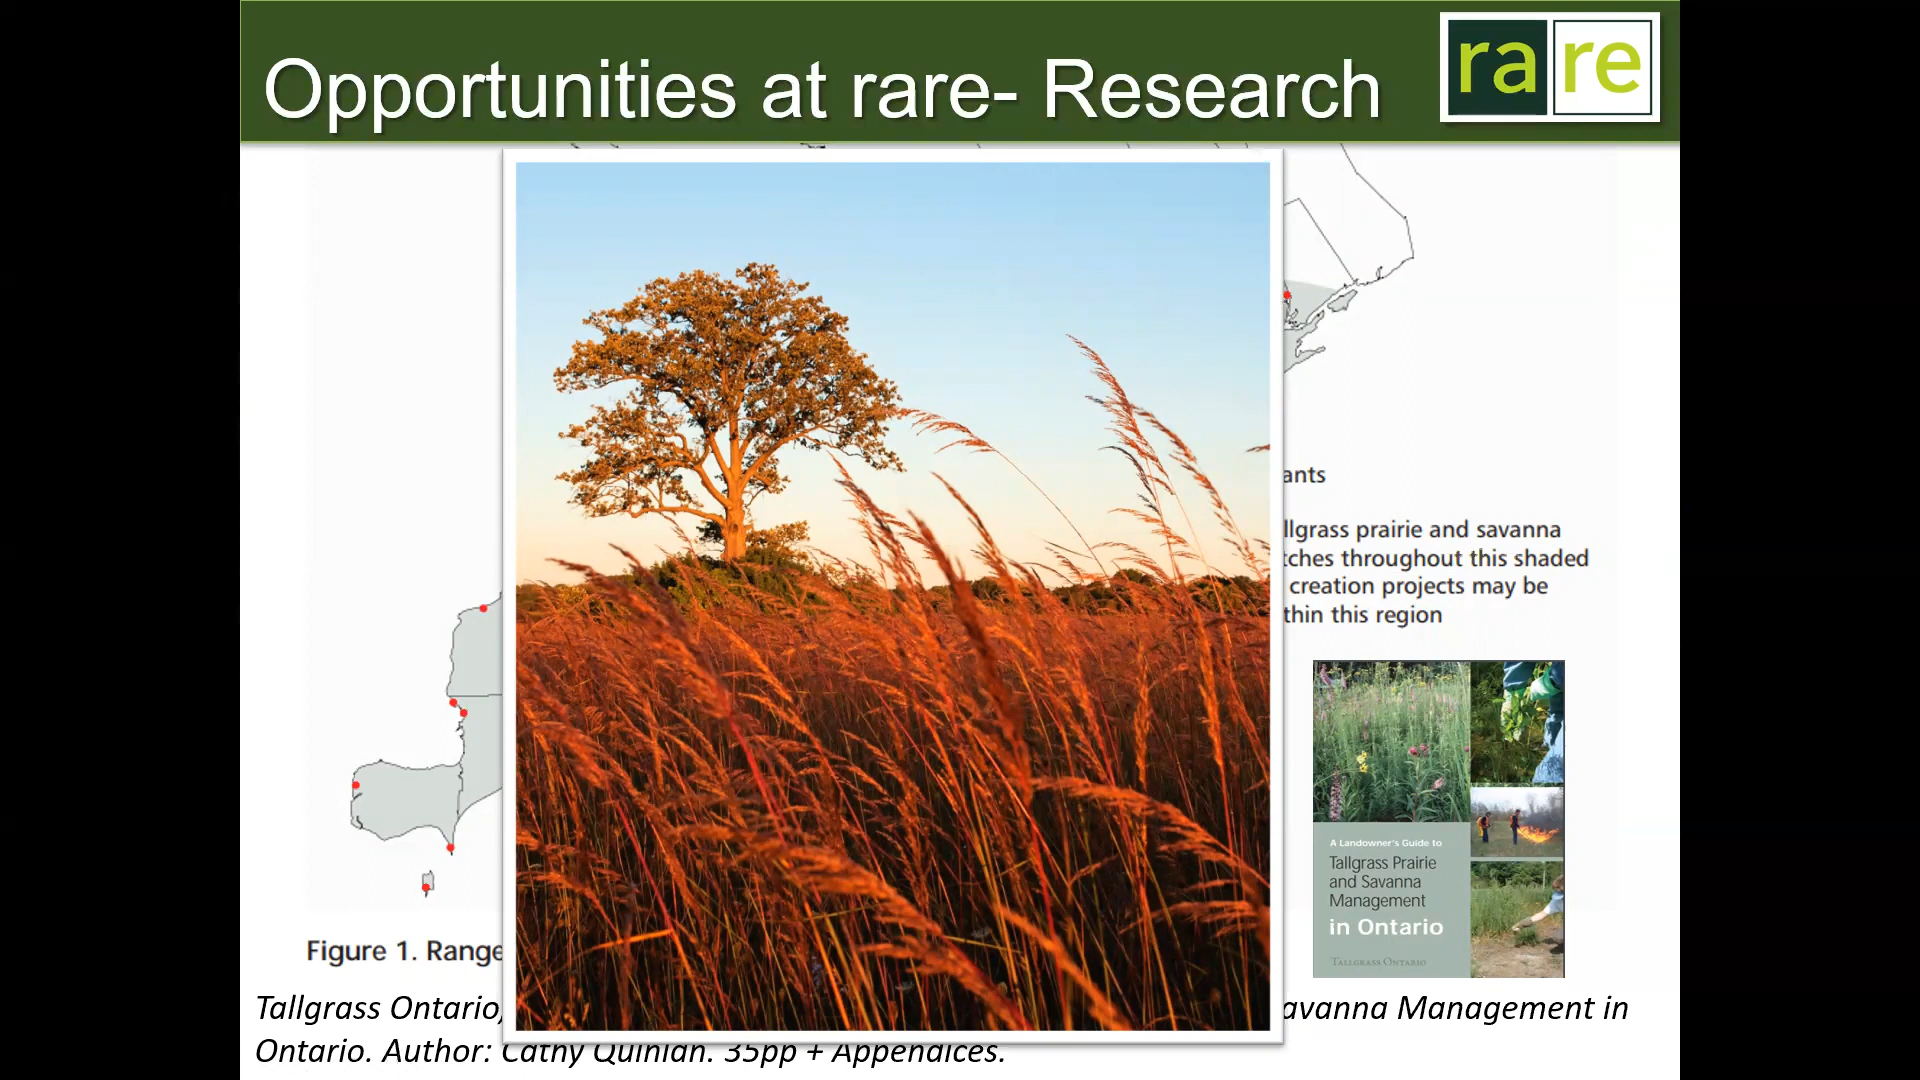 Opportunities at rare- Research
rare
ants
llgrass prairie and savanna
tches throughout this shaded
creation projects may be
thin this region
A Landowner's Guide to
Tallgrass Prairie
and Savanna
Management
in Ontario
TALLGRASS ONTARIO
Figure 1. Range
Tallgrass Ontario, avanna Management in
Ontario. Author: Cathy Quinlan. 35pp + Appendices.